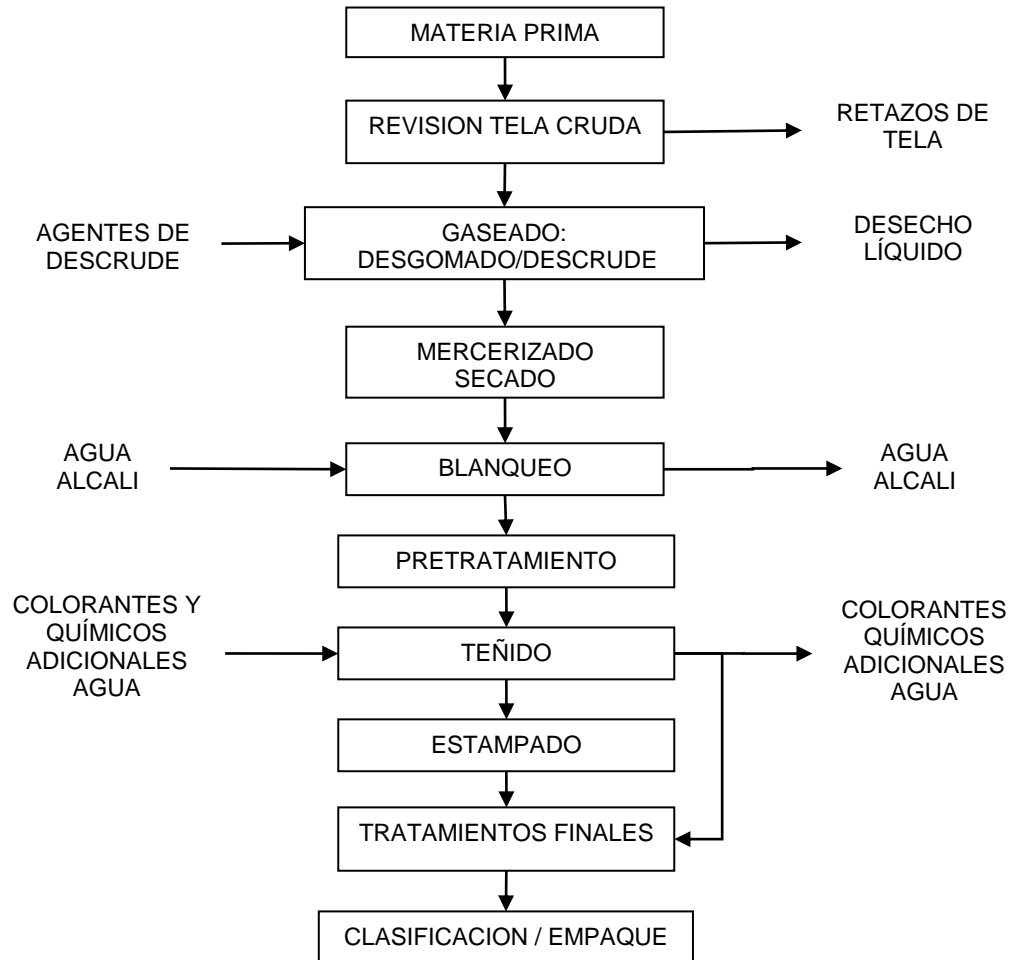 MATERIA PRIMA
REVISION TELA CRUDA
RETAZOS DE
TELA
AGENTES DE
DESCRUDE
GASEADO:
DESGOMADO/DESCRUDE
DESECHO
LÍQUIDO
MERCERIZADO
SECADO
AGUA
ALCALI
BLANQUEO
AGUA
ALCALI
PRETRATAMIENTO
COLORANTES Y
QUÍMICOS
ADICIONALES
AGUA
TEÑIDO
COLORANTES
QUÍMICOS
ADICIONALES
AGUA
ESTAMPADO
TRATAMIENTOS FINALES
CLASIFICACION / EMPAQUE